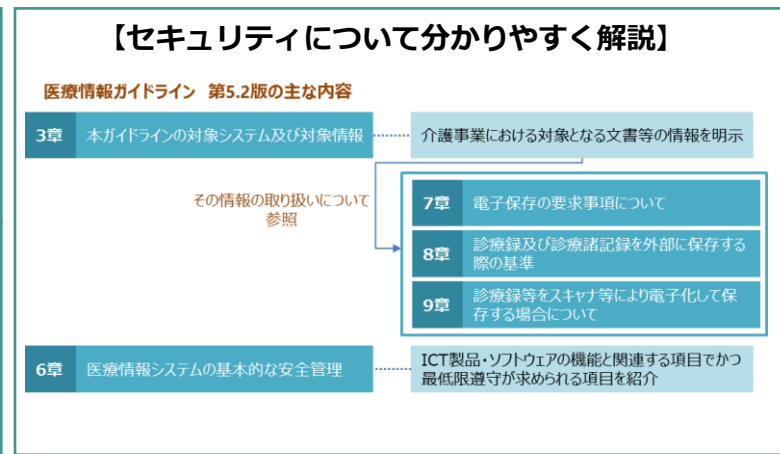 【セキュリティについて分かりやすく解説】
医療情報ガイドライン 第5.2版の主な内容
3章 本ガイドラインの対象システム及び対象情報
介護事業における対象となる文書等の情報を明示
その情報の取り扱いについて
参照
7章 電子保存の要求事項について
8章 診療録及び診療諸記録を外部に保存する
際の基準
9章 診療録等をスキャナ等により電子化して保
存する場合について
6章 医療情報システムの基本的な安全管理
ICT製品・ソフトウェアの機能と関連する項目でかつ
最低限遵守が求められる項目を紹介